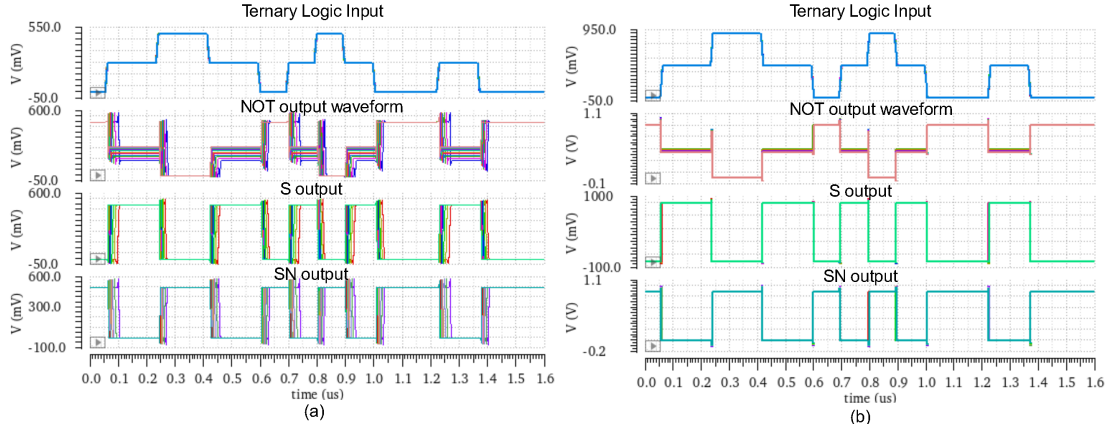 Ternary Logic Input
550.0
V (mV)
-50.0
NOT output waveform
600.0
V (mV)
-50.0
S output
600.0
V (mV)
-50.0
SN output
600.0
V (mV)
300.0
-100.0
0.0 0.1 0.2 0.3 0.4 0.5 0.6 0.7 0.8 0.9 1.0 1.1 1.2 1.3 1.4 1.5 1.6
time (us)
(a)
Ternary Logic Input
950.0
V (mV)
-50.0
NOT output waveform
1.1
V (V)
-0.1
S output
1000
V (mV)
-100.0
SN output
1.1
V (V)
-0.2
0.0 0.1 0.2 0.3 0.4 0.5 0.6 0.7 0.8 0.9 1.0 1.1 1.2 1.3 1.4 1.5 1.6
time (us)
(b)